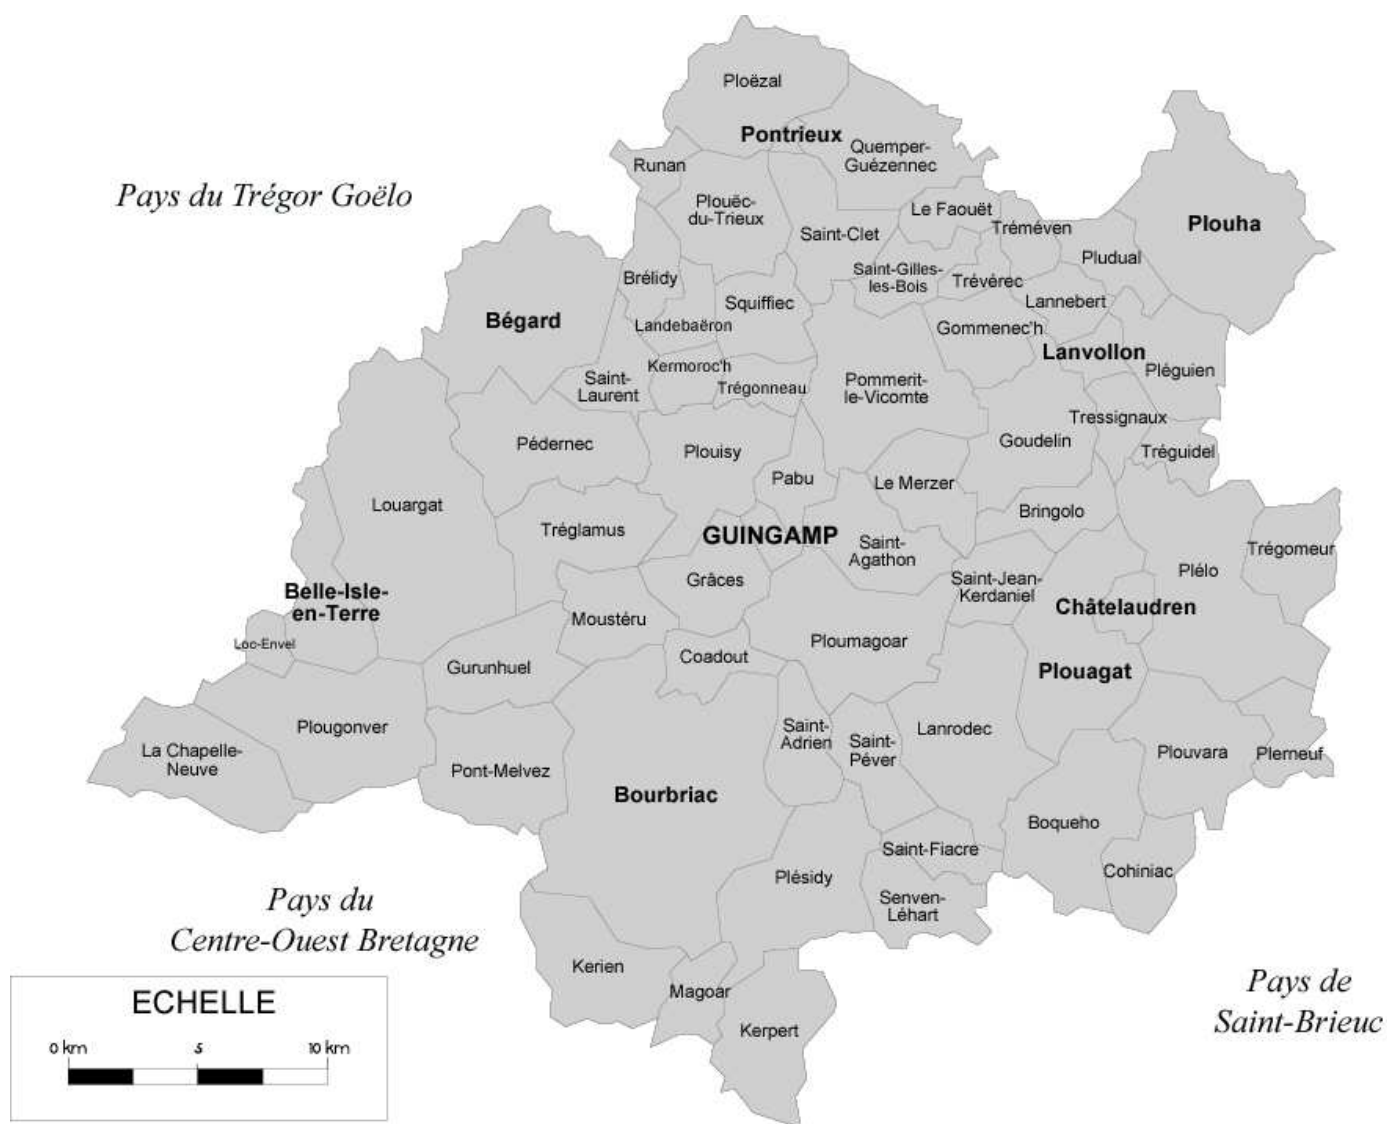 Ploëzal
Pontrieux
Quemper-
Guézennec
Runan
Pays du Trégor Goëlo
Plouëc-
du-Trieux
Le Faouët
Saint-Clet
Tréméven
Plouha
Pludual
Brélidy
Saint-Gilles-
les-Bois
Trévérec
Squiffiec
Lannebert
Bégard
Landebaëron
Gommenec'h
Lanvollon
Kermoroc'h
Pléguien
Saint-
Laurent
Trégonneau
Pommerit-
le-Vicomte
Tressignaux
Pédernec
Plouisy
Goudelin
Tréguidel
Pabu
Le Merzer
Louargat
Bringolo
Tréglamus
GUINGAMP
Saint-
Agathon
Trégomeur
Plélo
Grâces
Saint-Jean-
Kerdaniel
Belle-Isle-
en-Terre
Châtelaudren
Moustéru
Loc-Envel
Ploumagoar
Coadout
Gurunhuel
Plouagat
Plougonver
Saint-
Adrien
Saint-
Péver
Lanrodec
La Chapelle-
Neuve
Plouvara
Plerneuf
Pont-Melvez
Bourbriac
Boqueho
Saint-Fiacre
Cohiniac
Plésidy
Senven-
Léhart
Pays du
Centre-Ouest Bretagne
Kerien
Magoar
Kerpert
Pays de
Saint-Brieuc
ECHELLE
0 km 5 10 km